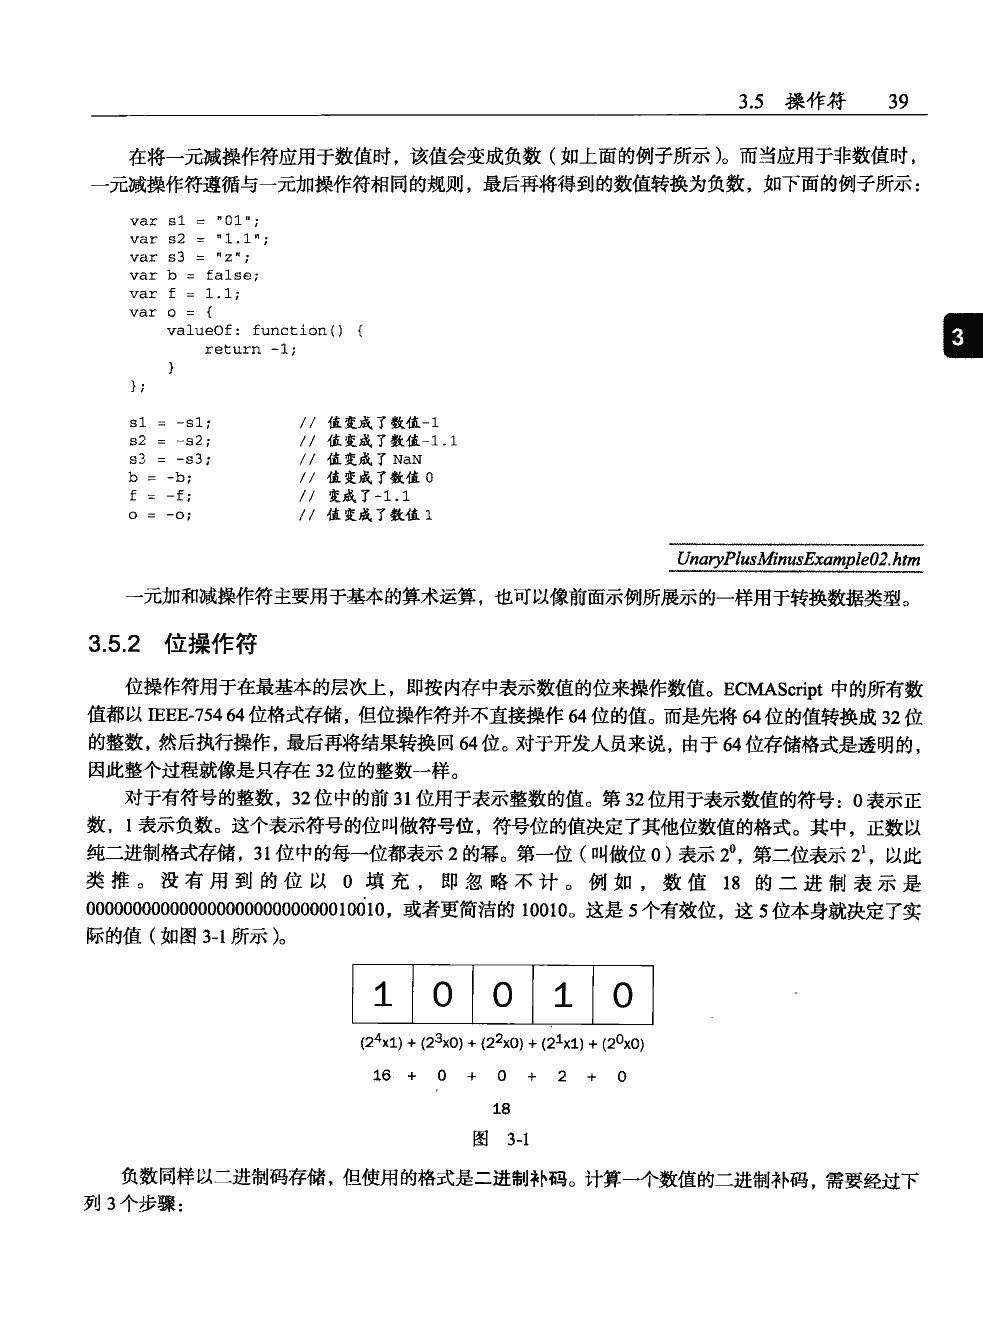 3.5 操作符 39
在将一元减操作符应用于数值时，该值会变成负数（如上面的例子所示）。而当应用于非数值时，
一元减操作符遵循与一元加操作符相同的规则，最后再将得到的数值转换为负数，如下面的例子所示：
var s1 = "01";
var s2 = "1.1";
var s3 = "z";
var b = false;
var f = 1.1;
var o = {
    valueOf: function() {
        return -1;
    }
};
3
s1 = -s1; // 值变成了数值-1
s2 = -s2; // 值变成了数值-1.1
s3 = -s3; // 值变成了 NaN
b = -b; // 值变成了数值 0
f = -f; // 变成了-1.1
o = -o; // 值变成了数值 1
UnaryPlusMinusExample02.htm
一元加和减操作符主要用于基本的算术运算，也可以像前面示例所展示的一样用于转换数据类型。
3.5.2 位操作符
位操作符用于在最基本的层次上，即按内存中表示数值的位来操作数值。ECMAScript 中的所有数
值都以 IEEE-754 64 位格式存储，但位操作符并不直接操作 64 位的值。而是先将 64 位的值转换成 32 位
的整数，然后执行操作，最后再将结果转换回 64 位。对于开发人员来说，由于 64 位存储格式是透明的，
因此整个过程就像是只存在 32 位的整数一样。
对于有符号的整数，32 位中的前 31 位用于表示整数的值。第 32 位用于表示数值的符号：0 表示正
数，1 表示负数。这个表示符号的位叫做符号位，符号位的值决定了其他位数值的格式。其中，正数以
纯二进制格式存储，31 位中的每一位都表示 2 的幂。第一位（叫做位 0）表示 2⁰，第二位表示 2¹，以此
类推。没有用到的位以 0 填充，即忽略不计。例如，数值 18 的二进制表示是
00000000000000000000000000010010，或者更简洁的 10010。这是 5 个有效位，这 5 位本身就决定了实
际的值（如图 3-1 所示）。
1 0 0 1 0
(2⁴x1) + (2³x0) + (2²x0) + (2¹x1) + (2⁰x0)
16 + 0 + 0 + 2 + 0
18
图 3-1
负数同样以二进制码存储，但使用的格式是二进制补码。计算一个数值的二进制补码，需要经过下
列 3 个步骤：